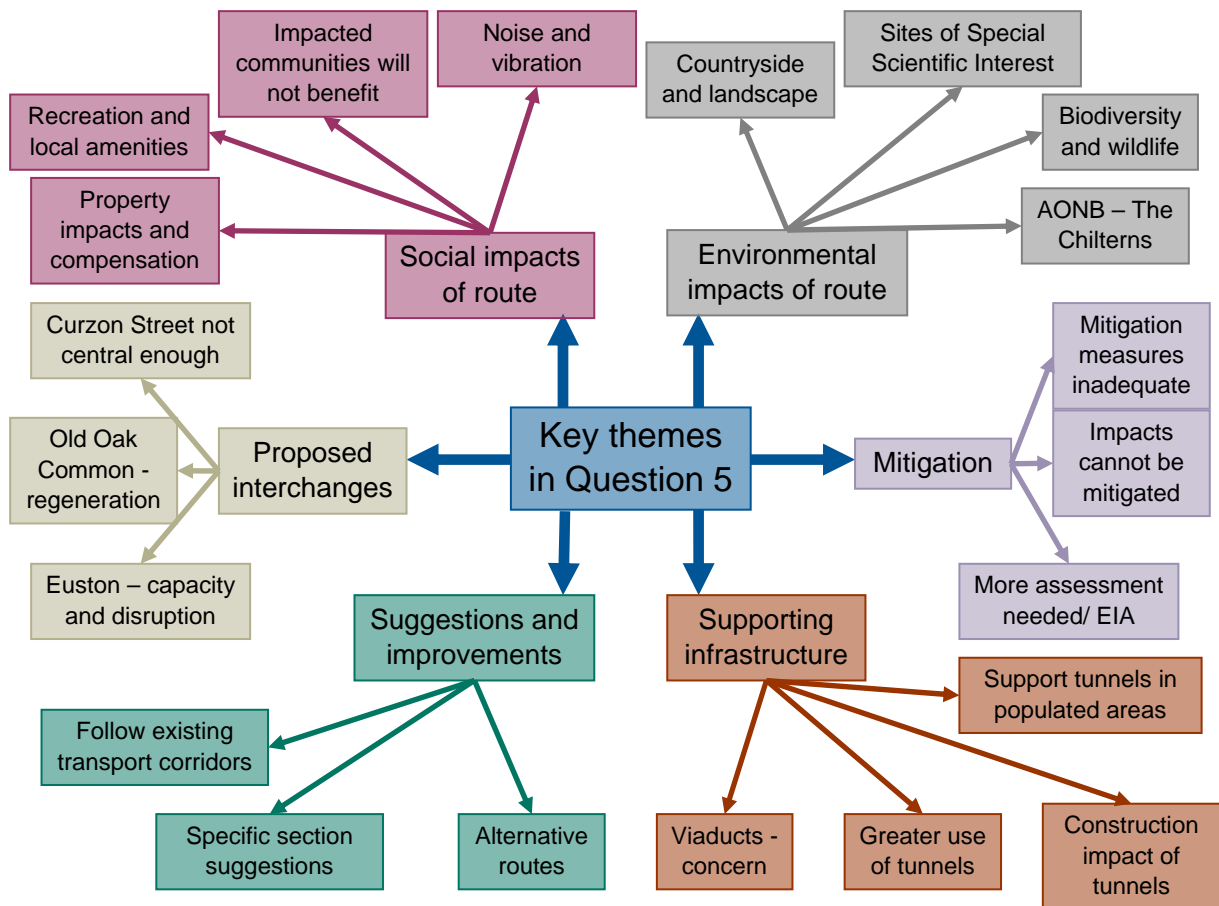 Impacted
communities will
not benefit
Noise and
vibration
Recreation and
local amenities
Property
impacts and
compensation
Social impacts
of route
Countryside
and landscape
Sites of Special
Scientific Interest
Biodiversity
and wildlife
AONB – The
Chilterns
Environmental
impacts of route
Curzon Street not
central enough
Old Oak
Common -
regeneration
Euston – capacity
and disruption
Proposed
interchanges
Key themes
in Question 5
Mitigation
Mitigation
measures
inadequate
Impacts
cannot be
mitigated
More assessment
needed/ EIA
Suggestions and
improvements
Follow existing
transport corridors
Specific section
suggestions
Alternative
routes
Supporting
infrastructure
Support tunnels in
populated areas
Viaducts -
concern
Greater use
of tunnels
Construction
impact of
tunnels